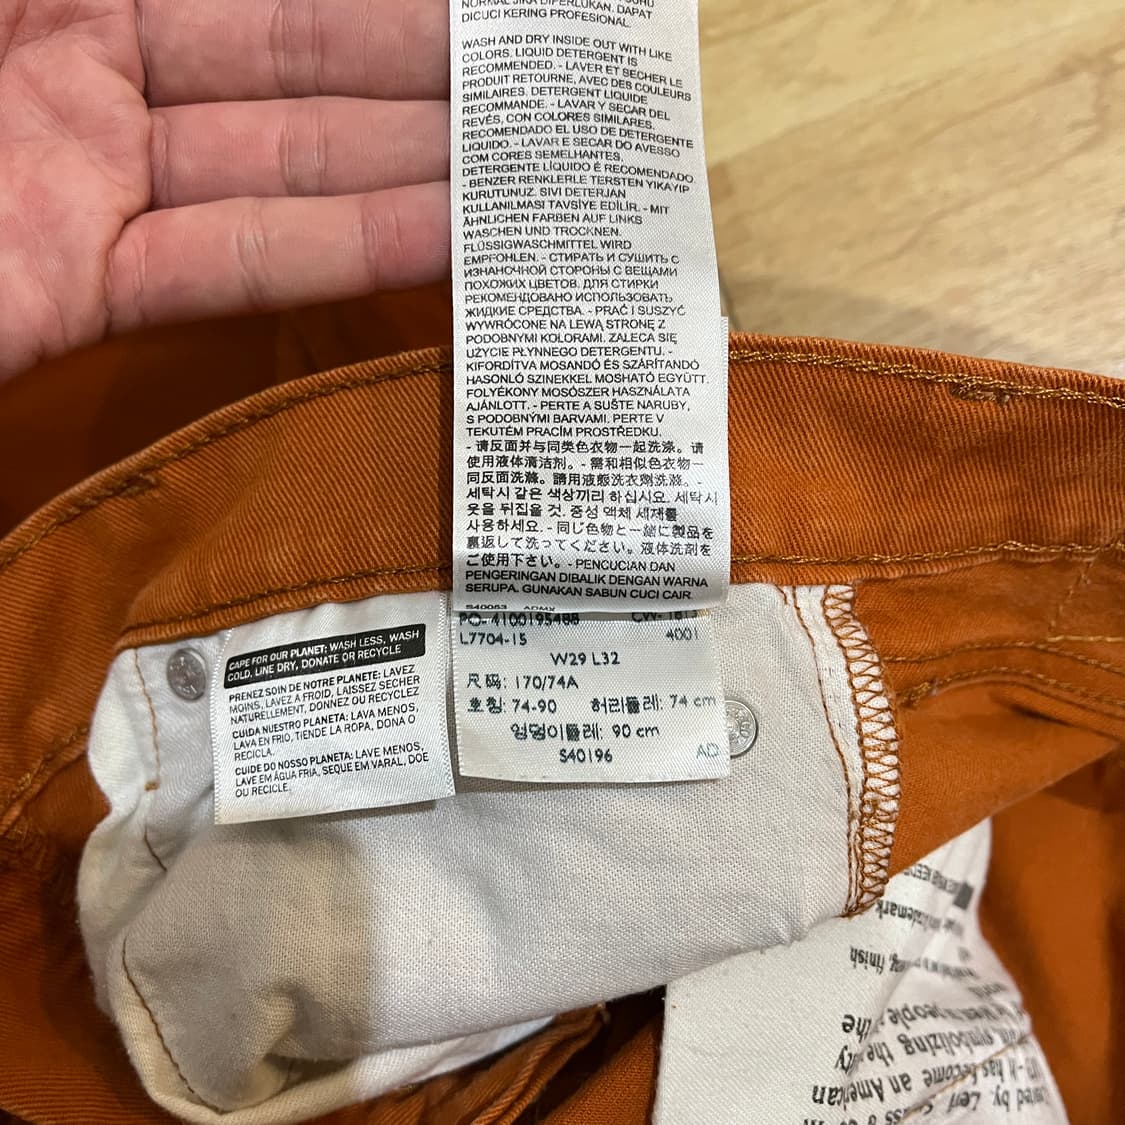 NORMAL JIKA DIPERLUKAN. DAPAT
DICUCI KERING PROFESIONAL.
WASH AND DRY INSIDE OUT WITH LIKE
COLORS. LIQUID DETERGENT IS
RECOMMENDED. - LAVER ET SECHER LE
PRODUIT RETOURNE, AVEC DES COULEURS
SIMILAIRES. DETERGENT LIQUIDE
RECOMMANDE. - LAVAR Y SECAR DEL
REVÉS, CON COLORES SIMILARES.
RECOMENDADO EL USO DE DETERGENTE
LIQUIDO. - LAVAR E SECAR DO AVESSO
COM CORES SEMELHANTES,
DETERGENTE LÍQUIDO É RECOMENDADO.
- BENZER RENKLERLE TERSTEN YIKAYIP
KURUTUNUZ. SIVI DETERJAN
KULLANILMASI TAVSİYE EDİLİR. - MIT
ÄHNLICHEN FARBEN AUF LINKS
WASCHEN UND TROCKNEN.
FLÜSSIGWASCHMITTEL WIRD
EMPFOHLEN. - СТИРАТЬ И СУШИТЬ С
ИЗНАНОЧНОЙ СТОРОНЫ С ВЕЩАМИ
ПОХОЖИХ ЦВЕТОВ. ДЛЯ СТИРКИ
РЕКОМЕНДОВАНО ИСПОЛЬЗОВАТЬ
ЖИДКИЕ СРЕДСТВА. - PRAĆ I SUSZYĆ
WYWRÓCONE NA LEWĄ STRONĘ Z
PODOBNYMI KOLORAMI. ZALECA SIĘ
UŻYCIE PŁYNNEGO DETERGENTU. -
KIFORDÍTVA MOSANDÓ ÉS SZÁRÍTANDÓ
HASONLÓ SZINEKKEL MOSHATÓ EGYÜTT.
FOLYÉKONY MOSÓSZER HASZNÁLATA
AJÁNLOTT. - PERTE A SUŠTE NARUBY,
S PODOBNÝMI BARVAMI. PERTE V
TEKUTÉM PRACÍM PROSTŘEDKU.
- 请反面并与同类色衣物一起洗涤。请
使用液体清洁剂。- 需和相似色衣物一
同反面洗滌。請用液態洗衣劑洗滌。-
세탁시 같은 색상끼리 하십시요. 세탁시
옷을 뒤집을 것. 중성 액체 세제를
사용하세요. - 同じ色物と一緒に製品を
裏返して洗ってください。液体洗剤を
ご使用下さい。- PENCUCIAN DAN
PENGERINGAN DIBALIK DENGAN WARNA
SERUPA. GUNAKAN SABUN CUCI CAIR.
S40053 ADMX
PO-4100195488 CW-1813
L7704-15 4001
W29 L32
尺码: 170/74A
호칭: 74-90 허리둘레: 74 cm
엉덩이둘레: 90 cm
S40196 AD
CARE FOR OUR PLANET: WASH LESS, WASH
COLD, LINE DRY, DONATE OR RECYCLE
PRENEZ SOIN DE NOTRE PLANETE: LAVEZ
MOINS, LAVEZ A FROID, LAISSEZ SECHER
NATURELLEMENT, DONNEZ OU RECYCLEZ
CUIDA NUESTRO PLANETA: LAVA MENOS,
LAVA EN FRIO, TIENDE LA ROPA, DONA O
RECICLA.
CUIDE DO NOSSO PLANETA: LAVE MENOS,
LAVE EM ÁGUA FRIA, SEQUE EM VARAL, DOE
OU RECICLE.
finish
people the
symbolizing the
has become an American
by Levi